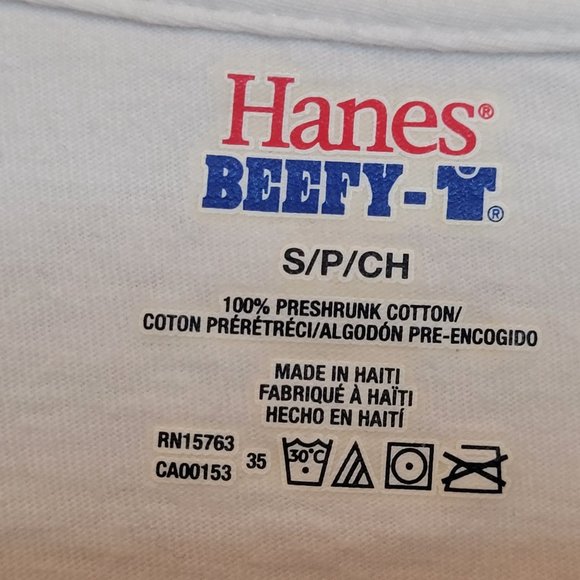 Hanes®
BEEFY-T®
S/P/CH
100% PRESHRUNK COTTON/
COTON PRÉRÉTRÉCI/ALGODÓN PRE-ENCOGIDO
MADE IN HAITI
FABRIQUÉ À HAÏTI
HECHO EN HAITÍ
RN15763
CA00153 35 30°C